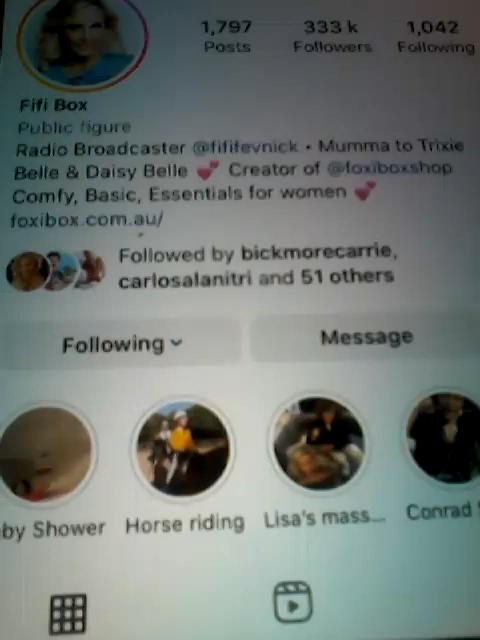 1,797 333 k 1,042
Posts Followers Following
Fifi Box
Public figure
Radio Broadcaster @fififevnick • Mumma to Trixie
Belle & Daisy Belle 💕 Creator of @foxiboxshop
Comfy, Basic, Essentials for women 💕
foxibox.com.au/
Followed by bickmorecarrie,
carlosalanitri and 51 others
Following Message
by Shower Horse riding Lisa's mass... Conrad